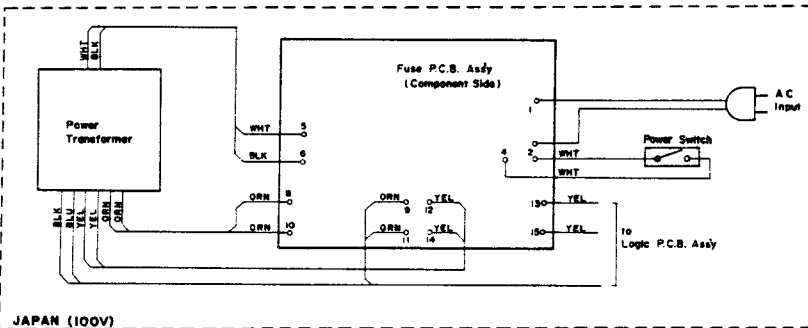 WHT
BLK
Fuse P.C.B. Ass'y
(Component Side)
AC
Input
1
Power
Transformer
WHT
5
Power Switch
4
2
WHT
BLK
6
WHT
ORN
8
ORN
9
12
YEL
13
YEL
ORN
10
ORN
11
14
YEL
15
YEL
to
Logic P.C.B. Ass'y
BLK
BLU
YEL
YEL
ORN
ORN
JAPAN (100V)